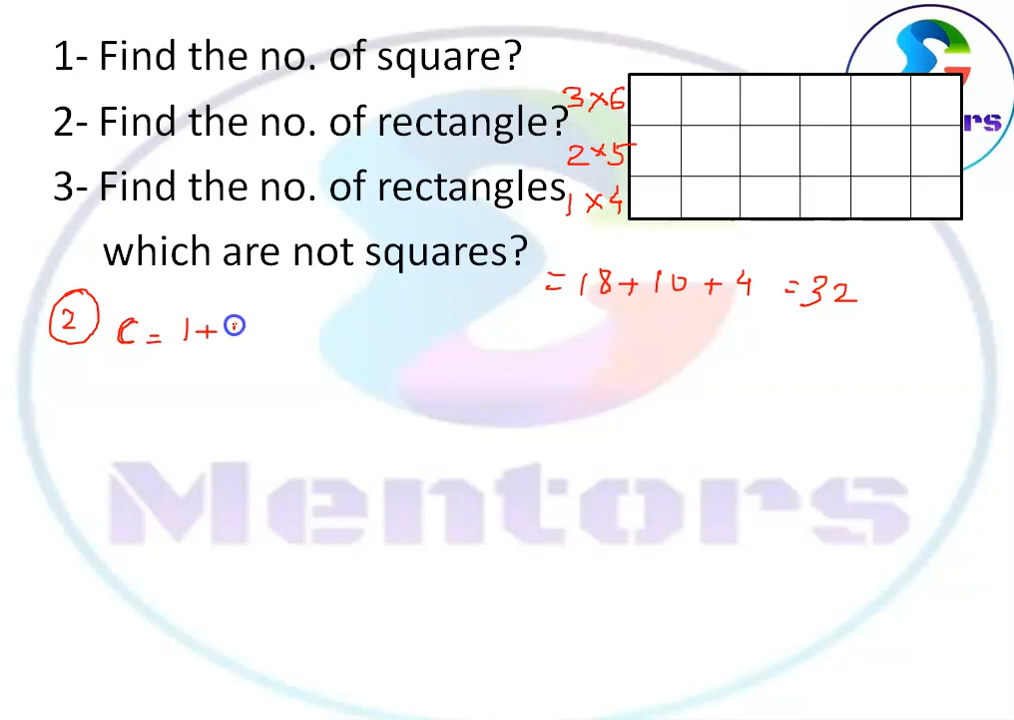 1- Find the no. of square?
2- Find the no. of rectangle?
3- Find the no. of rectangles
which are not squares?
3×6
2×5
1×4
= 18+10+4 =32
2 C = 1+
rs
Mentors